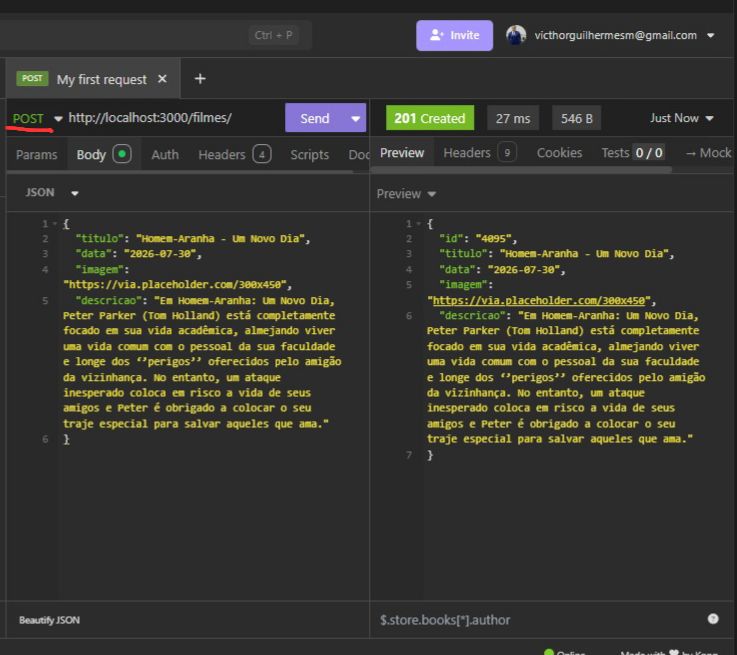 Ctrl + P
Invite
victhorguilhermesm@gmail.com
POST My first request
POST http://localhost:3000/filmes/ Send
201 Created 27 ms 546 B Just Now
Params Body Auth Headers 4 Scripts Doc
Preview Headers 9 Cookies Tests 0 / 0 → Mock
JSON
Preview
1 {
2 "titulo": "Homem-Aranha - Um Novo Dia",
3 "data": "2026-07-30",
4 "imagem":
"https://via.placeholder.com/300x450",
5 "descricao": "Em Homem-Aranha: Um Novo Dia,
Peter Parker (Tom Holland) está completamente
focado em sua vida acadêmica, almejando viver
uma vida comum com o pessoal da sua faculdade
e longe dos ‘’perigos’’ oferecidos pelo amigão
da vizinhança. No entanto, um ataque
inesperado coloca em risco a vida de seus
amigos e Peter é obrigado a colocar o seu
traje especial para salvar aqueles que ama."
6 }
1 {
2 "id": "4095",
3 "titulo": "Homem-Aranha - Um Novo Dia",
4 "data": "2026-07-30",
5 "imagem":
"https://via.placeholder.com/300x450",
6 "descricao": "Em Homem-Aranha: Um Novo Dia,
Peter Parker (Tom Holland) está completamente
focado em sua vida acadêmica, almejando viver
uma vida comum com o pessoal da sua faculdade
e longe dos ‘’perigos’’ oferecidos pelo amigão
da vizinhança. No entanto, um ataque
inesperado coloca em risco a vida de seus
amigos e Peter é obrigado a colocar o seu
traje especial para salvar aqueles que ama."
7 }
Beautify JSON
$.store.books[*].author
Online Made with by Kong